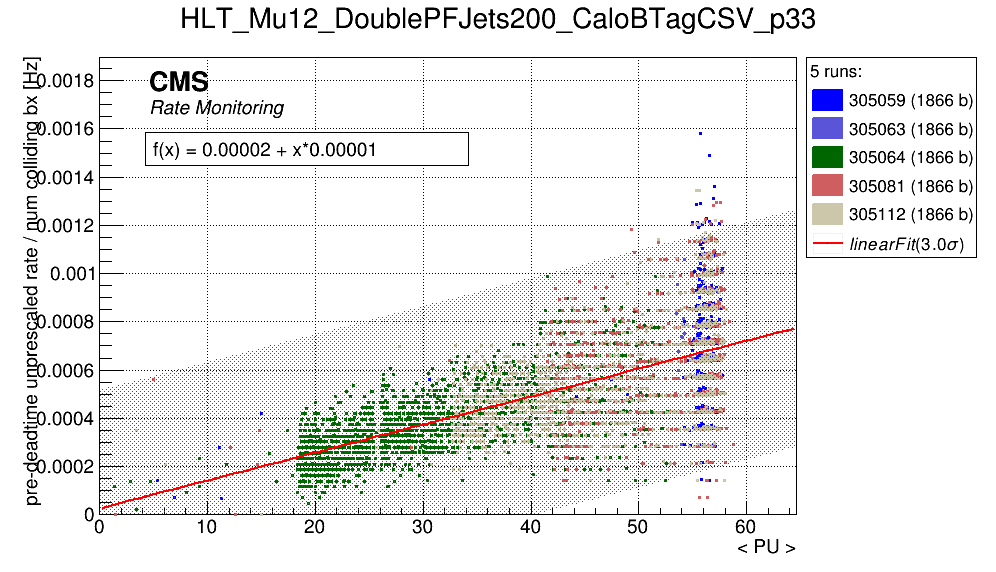 HLT_Mu12_DoublePFJets200_CaloBTagCSV_p33
pre-deadtime unprescaled rate / num colliding bx [Hz]
0.0018
0.0016
0.0014
0.0012
0.001
0.0008
0.0006
0.0004
0.0002
0
CMS
Rate Monitoring
f(x) = 0.00002 + x*0.00001
5 runs:
305059 (1866 b)
305063 (1866 b)
305064 (1866 b)
305081 (1866 b)
305112 (1866 b)
linearFit(3.0σ)
0 10 20 30 40 50 60
< PU >